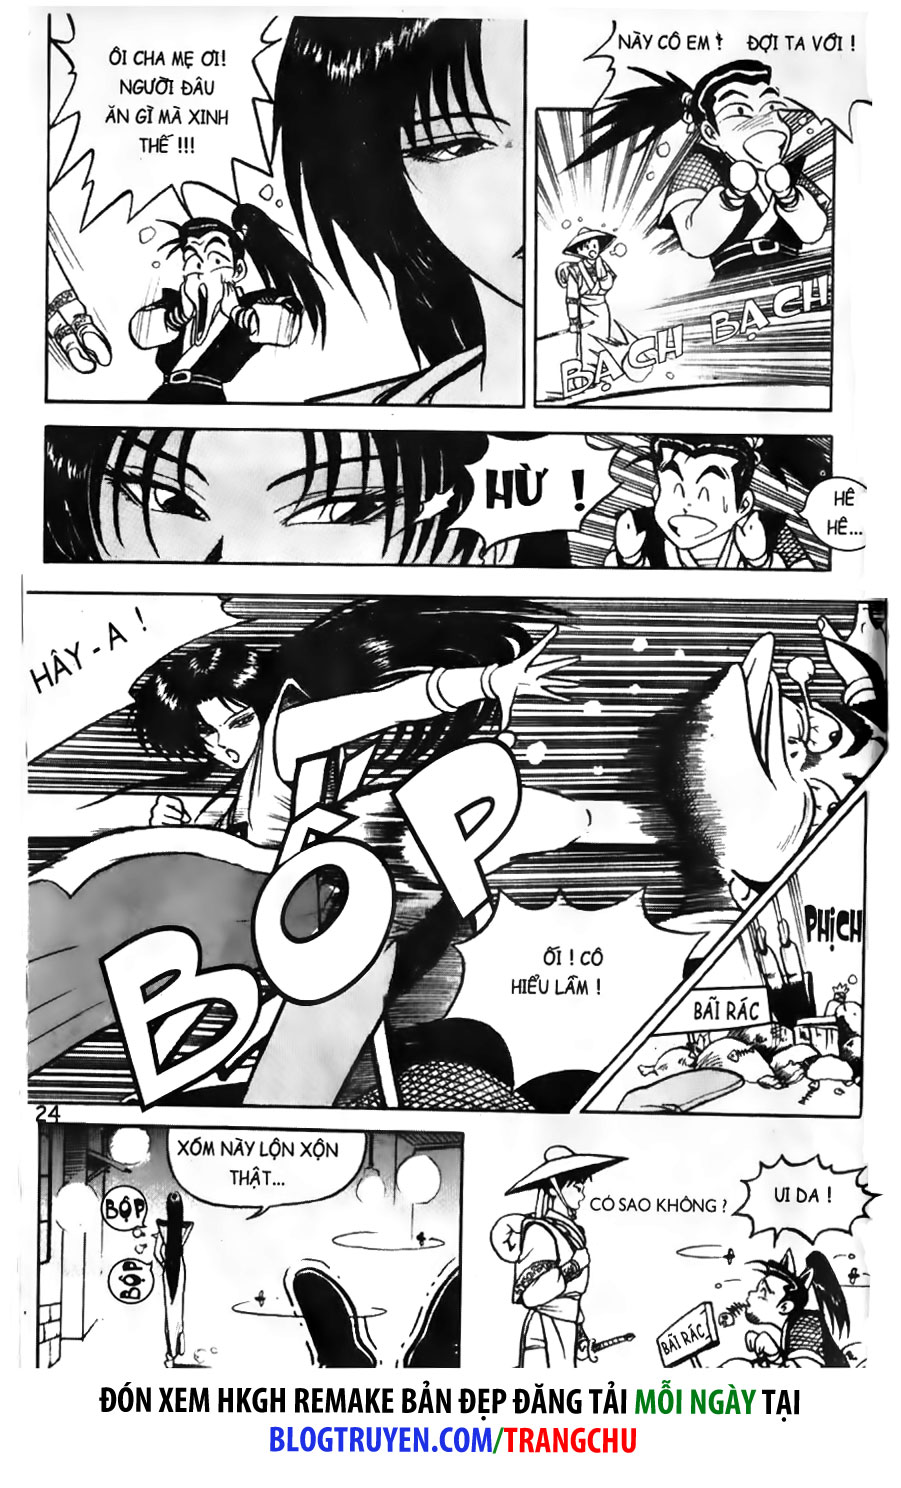 ÔI CHA MẸ ƠI!
NGƯỜI ĐÂU
ĂN GÌ MÀ XINH
THẾ !!!
NÀY CÔ EM ! ĐỢI TA VỚI !
BẠCH BẠCH
HỪ !
HÊ
HÊ...
HÂY - A !
BỐP
ỐI ! CÔ
HIỂU LẦM !
PHỊCH
BÃI RÁC
24
XÓM NÀY LỘN XỘN
THẬT...
BỘP
BỘP
CÓ SAO KHÔNG ?
UI DA !
BÃI RÁC
ĐÓN XEM HKGH REMAKE BẢN ĐẸP ĐĂNG TẢI MỖI NGÀY TẠI
BLOGTRUYEN.COM/TRANGCHU